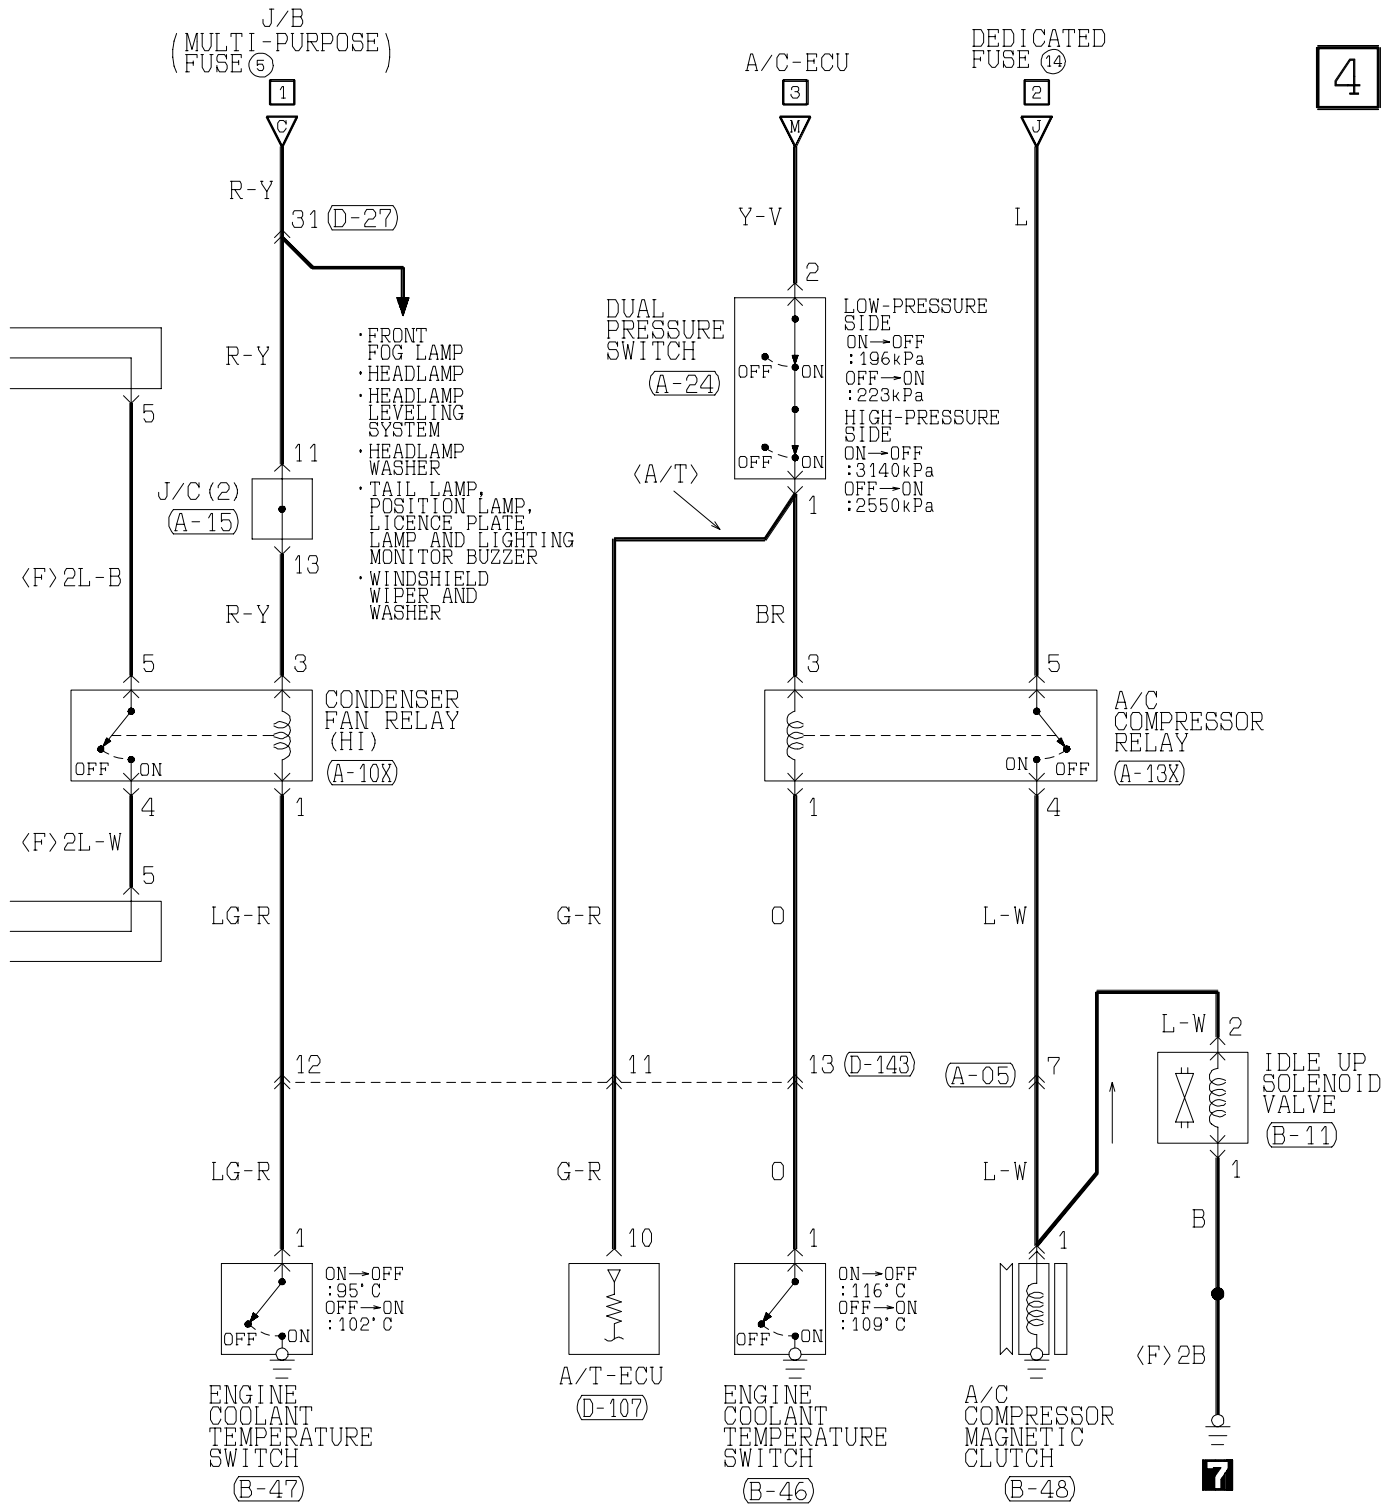 J/B
(MULTI-PURPOSE)
FUSE ⑤
1
C
R-Y
31 D-27
R-Y
·FRONT
FOG LAMP
·HEADLAMP
·HEADLAMP
LEVELING
SYSTEM
·HEADLAMP
WASHER
·TAIL LAMP,
POSITION LAMP,
LICENCE PLATE
LAMP AND LIGHTING
MONITOR BUZZER
·WINDSHIELD
WIPER AND
WASHER
5
11
J/C(2)
A-15
13
<F>2L-B
R-Y
5
3
CONDENSER
FAN RELAY
(HI)
A-10X
OFF
ON
4
1
<F>2L-W
5
LG-R
12
LG-R
1
ON→OFF
:95°C
OFF→ON
:102°C
OFF
ON
ENGINE
COOLANT
TEMPERATURE
SWITCH
B-47
A/C-ECU
3
M
Y-V
2
DUAL
PRESSURE
SWITCH
A-24
OFF
ON
OFF
ON
LOW-PRESSURE
SIDE
ON→OFF
:196kPa
OFF→ON
:223kPa
HIGH-PRESSURE
SIDE
ON→OFF
:3140kPa
OFF→ON
:2550kPa
<A/T>
1
BR
3
1
G-R
O
11
13 D-143
G-R
O
10
A/T-ECU
D-107
1
ON→OFF
:116°C
OFF→ON
:109°C
OFF
ON
ENGINE
COOLANT
TEMPERATURE
SWITCH
B-46
DEDICATED
FUSE ⑭
2
J
L
5
A/C
COMPRESSOR
RELAY
A-13X
ON
OFF
4
L-W
A-05 7
L-W
1
A/C
COMPRESSOR
MAGNETIC
CLUTCH
B-48
L-W
2
IDLE UP
SOLENOID
VALVE
B-11
1
B
<F>2B
7
4